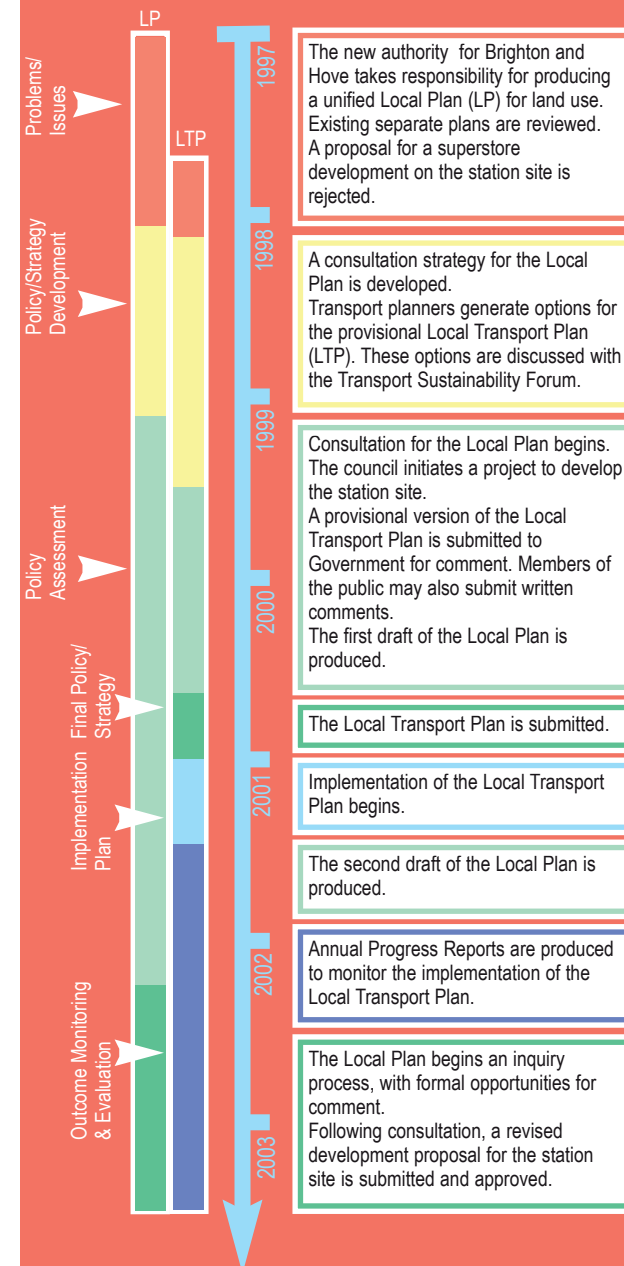 LP
LTP
Problems/
Issues
Policy/Strategy
Development
Policy
Assessment
Final Policy/
Strategy
Implementation
Plan
Outcome Monitoring
& Evaluation
1997
1998
1999
2000
2001
2002
2003
The new authority for Brighton and
Hove takes responsibility for producing
a unified Local Plan (LP) for land use.
Existing separate plans are reviewed.
A proposal for a superstore
development on the station site is
rejected.
A consultation strategy for the Local
Plan is developed.
Transport planners generate options for
the provisional Local Transport Plan
(LTP). These options are discussed with
the Transport Sustainability Forum.
Consultation for the Local Plan begins.
The council initiates a project to develop
the station site.
A provisional version of the Local
Transport Plan is submitted to
Government for comment. Members of
the public may also submit written
comments.
The first draft of the Local Plan is
produced.
The Local Transport Plan is submitted.
Implementation of the Local Transport
Plan begins.
The second draft of the Local Plan is
produced.
Annual Progress Reports are produced
to monitor the implementation of the
Local Transport Plan.
The Local Plan begins an inquiry
process, with formal opportunities for
comment.
Following consultation, a revised
development proposal for the station
site is submitted and approved.